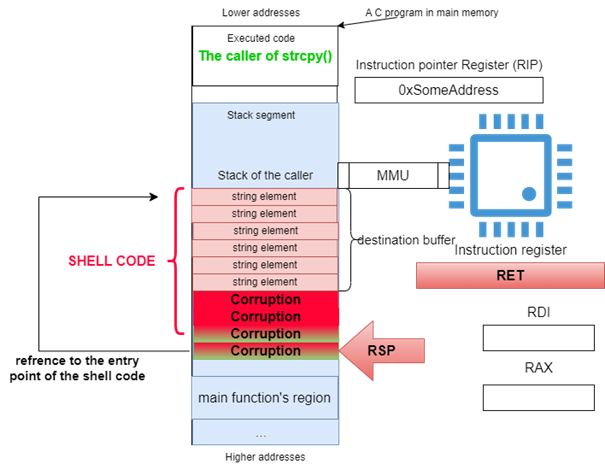 Lower addresses
A C program in main memory
Executed code
The caller of strcpy()
Instruction pointer Register (RIP)
0xSomeAddress
Stack segment
Stack of the caller
MMU
string element
string element
string element
string element
string element
string element
destination buffer
SHELL CODE
Instruction register
RET
Corruption
Corruption
Corruption
Corruption
RSP
RDI
RAX
refrence to the entry
point of the shell code
main function's region
...
Higher addresses